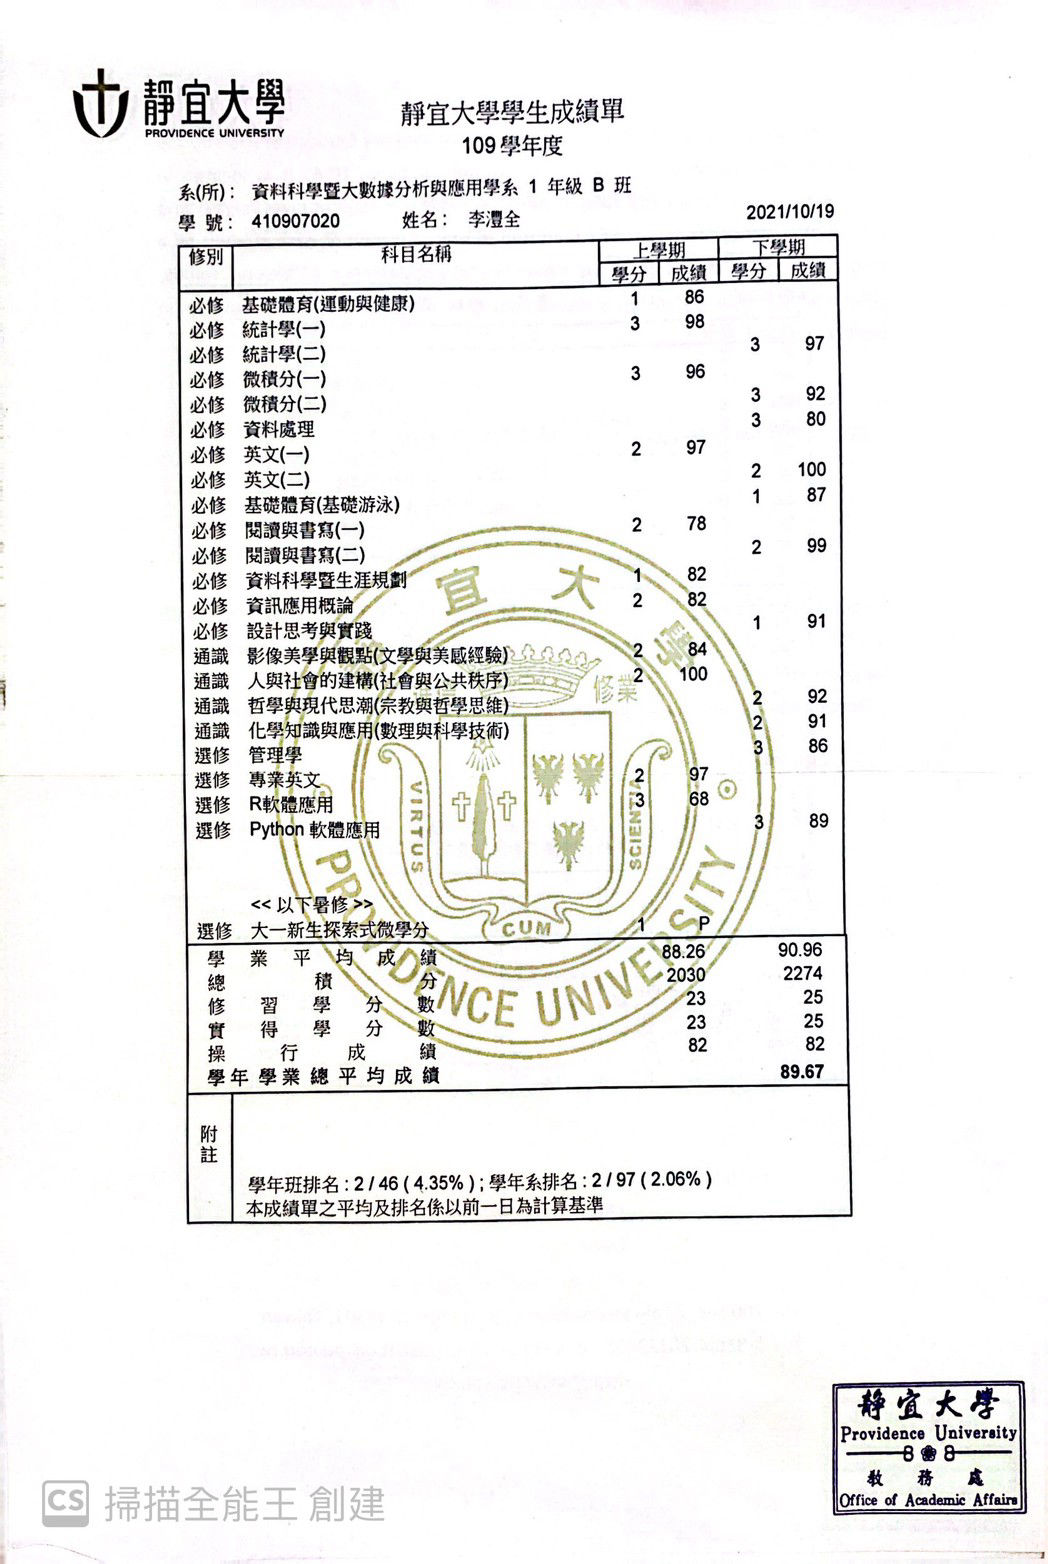 靜宜大學
PROVIDENCE UNIVERSITY
靜宜大學學生成績單
109 學年度
系(所): 資料科學暨大數據分析與應用學系 1 年級 B 班
學 號: 410907020 姓名: 李灃全 2021/10/19
修別 科目名稱 上學期 下學期
學分 成績 學分 成績
必修 基礎體育(運動與健康) 1 86
必修 統計學(一) 3 98
必修 統計學(二) 3 97
必修 微積分(一) 3 96
必修 微積分(二) 3 92
必修 資料處理 3 80
必修 英文(一) 2 97
必修 英文(二) 2 100
必修 基礎體育(基礎游泳) 1 87
必修 閱讀與書寫(一) 2 78
必修 閱讀與書寫(二) 2 99
必修 資料科學暨生涯規劃 1 82
必修 資訊應用概論 2 82
必修 設計思考與實踐 1 91
通識 影像美學與觀點(文學與美感經驗) 2 84
通識 人與社會的建構(社會與公共秩序) 2 100
通識 哲學與現代思潮(宗教與哲學思維) 2 92
通識 化學知識與應用(數理與科學技術) 2 91
選修 管理學 3 86
選修 專業英文 2 97
選修 R軟體應用 3 68
選修 Python 軟體應用 3 89
<< 以下暑修 >>
選修 大一新生探索式微學分 1 P
學業平均成績 88.26 90.96
總積分 2030 2274
修習學分數 23 25
實得學分數 23 25
操行成績 82 82
學年學業總平均成績 89.67
附註
學年班排名 : 2 / 46 ( 4.35% ) ; 學年系排名 : 2 / 97 ( 2.06% )
本成績單之平均及排名係以前一日為計算基準
宜 大 學
修業
VIRTUS
CUM
SCIENTIA
PROVIDENCE UNIVERSITY
靜宜大學
Providence University
教務處
Office of Academic Affairs
CS 掃描全能王 創建